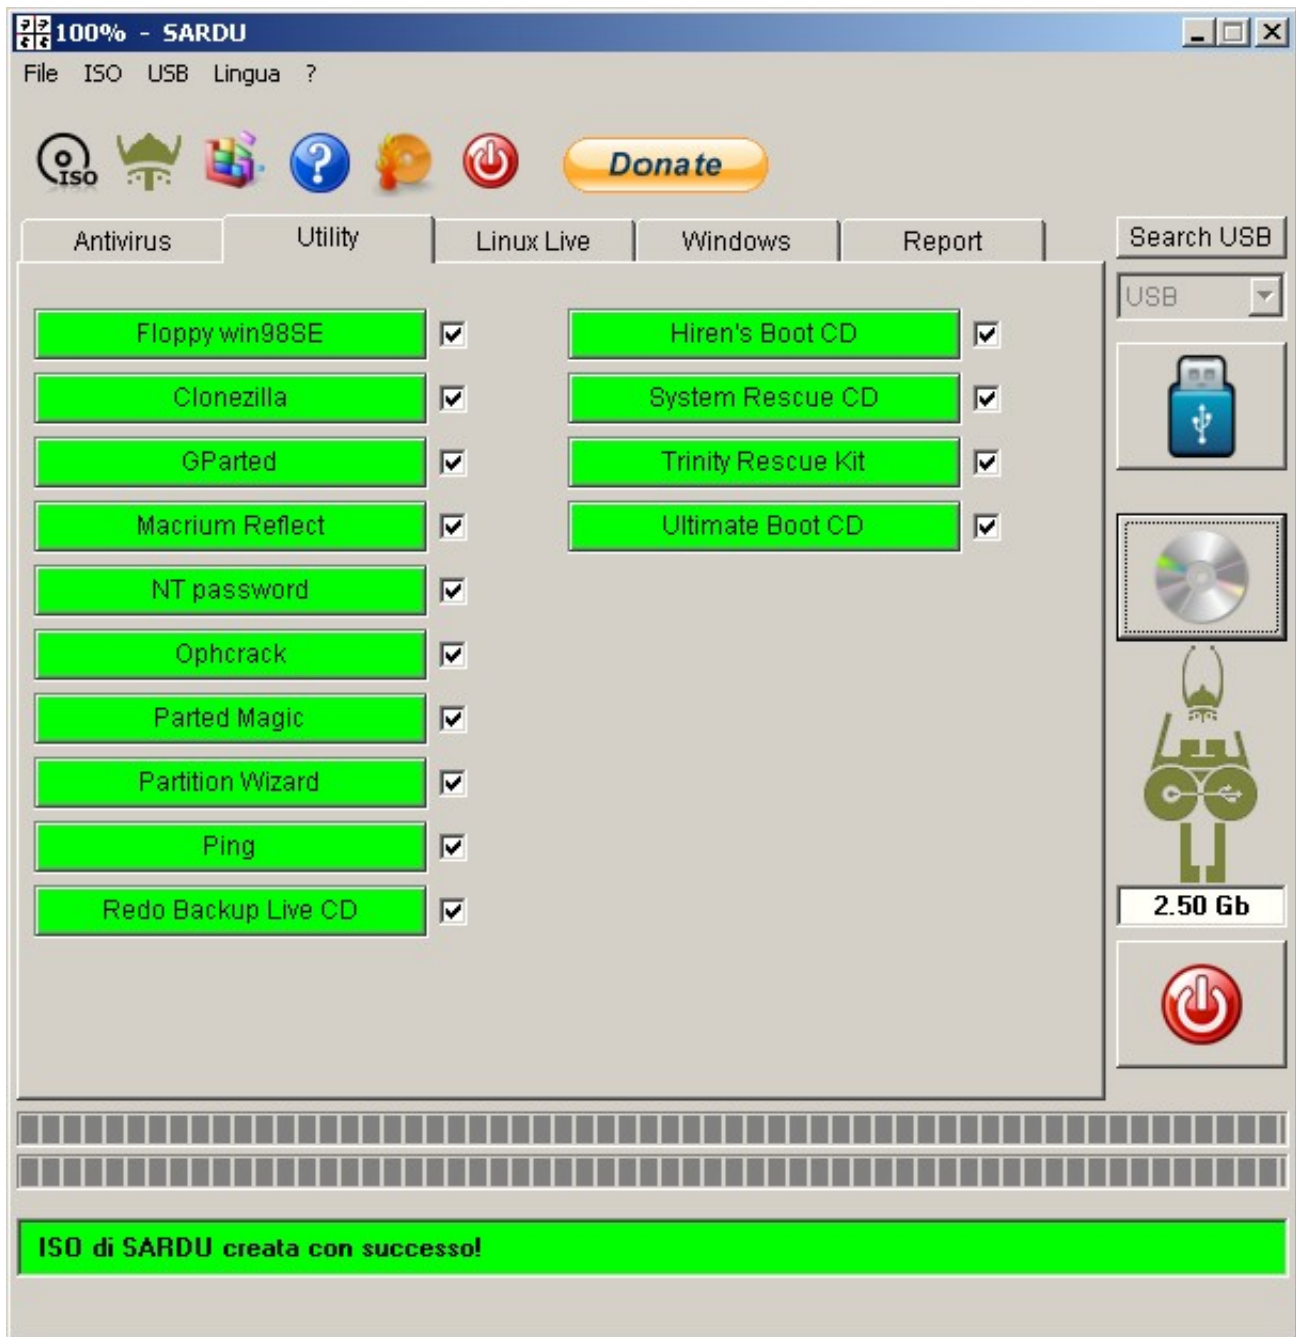 100% - SARDU
File ISO USB Lingua ?
ISO
Donate
Antivirus Utility Linux Live Windows Report
Search USB
USB
Floppy win98SE
Clonezilla
GParted
Macrium Reflect
NT password
Ophcrack
Parted Magic
Partition Wizard
Ping
Redo Backup Live CD
Hiren's Boot CD
System Rescue CD
Trinity Rescue Kit
Ultimate Boot CD
2.50 Gb
ISO di SARDU creata con successo!